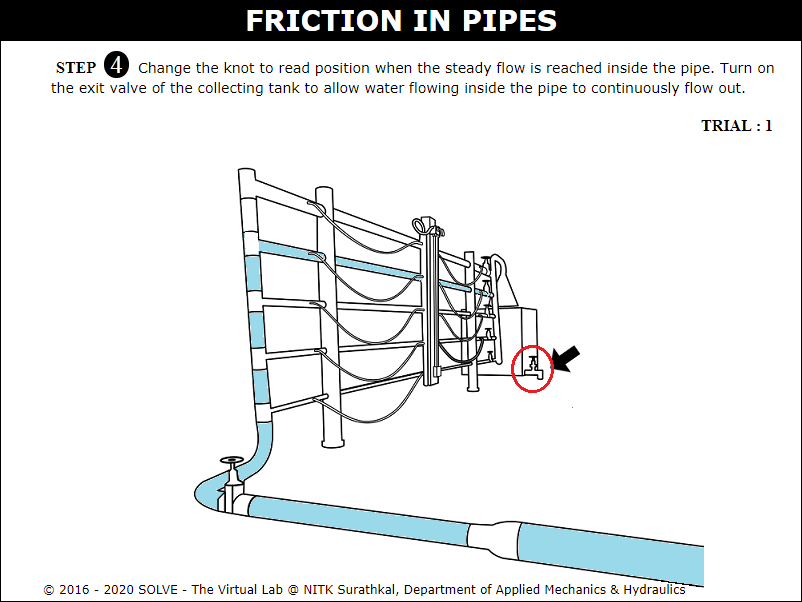 FRICTION IN PIPES
STEP 4 Change the knot to read position when the steady flow is reached inside the pipe. Turn on
the exit valve of the collecting tank to allow water flowing inside the pipe to continuously flow out.
TRIAL : 1
© 2016 - 2020 SOLVE - The Virtual Lab @ NITK Surathkal, Department of Applied Mechanics & Hydraulics